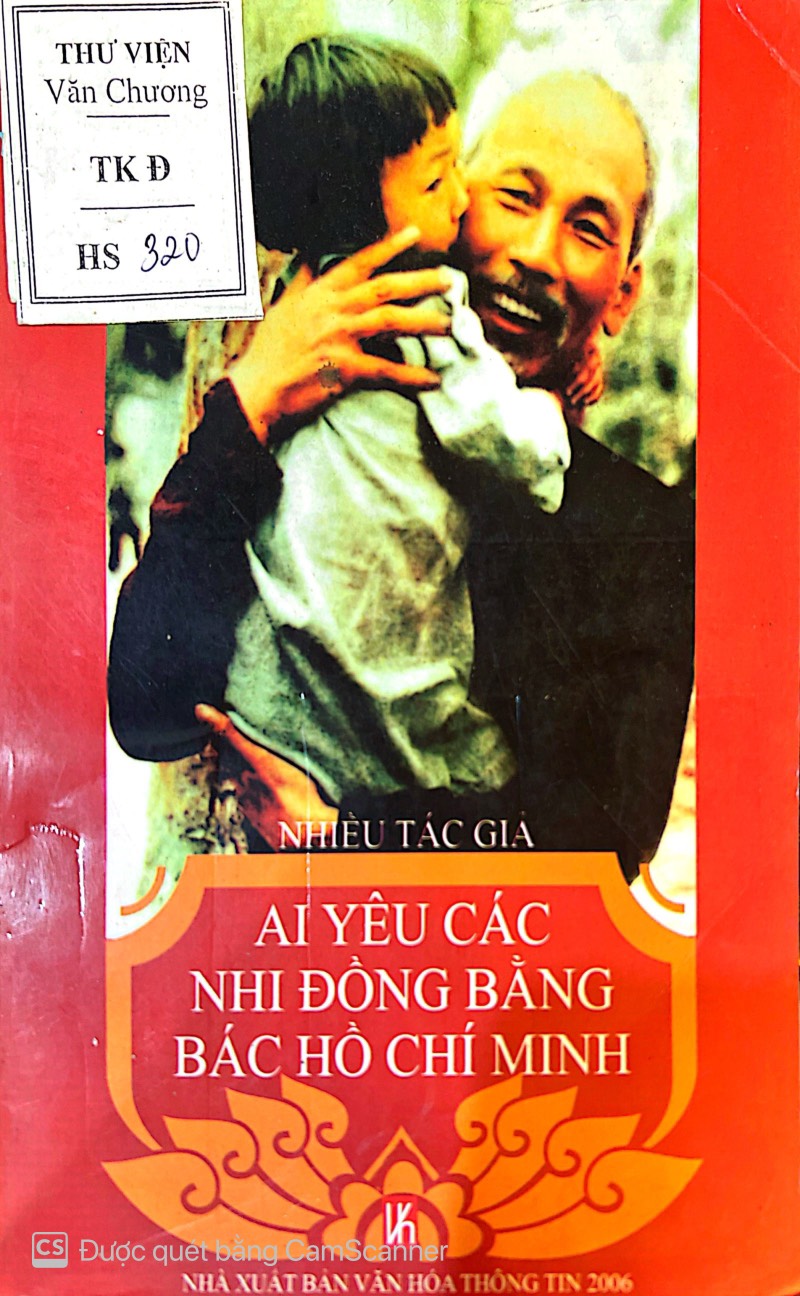 THƯ VIỆN
Văn Chương
TK Đ
HS 320
NHIỀU TÁC GIẢ
AI YÊU CÁC
NHI ĐỒNG BẰNG
BÁC HỒ CHÍ MINH
CS Được quét bằng CamScanner
NHÀ XUẤT BẢN VĂN HÓA THÔNG TIN 2006